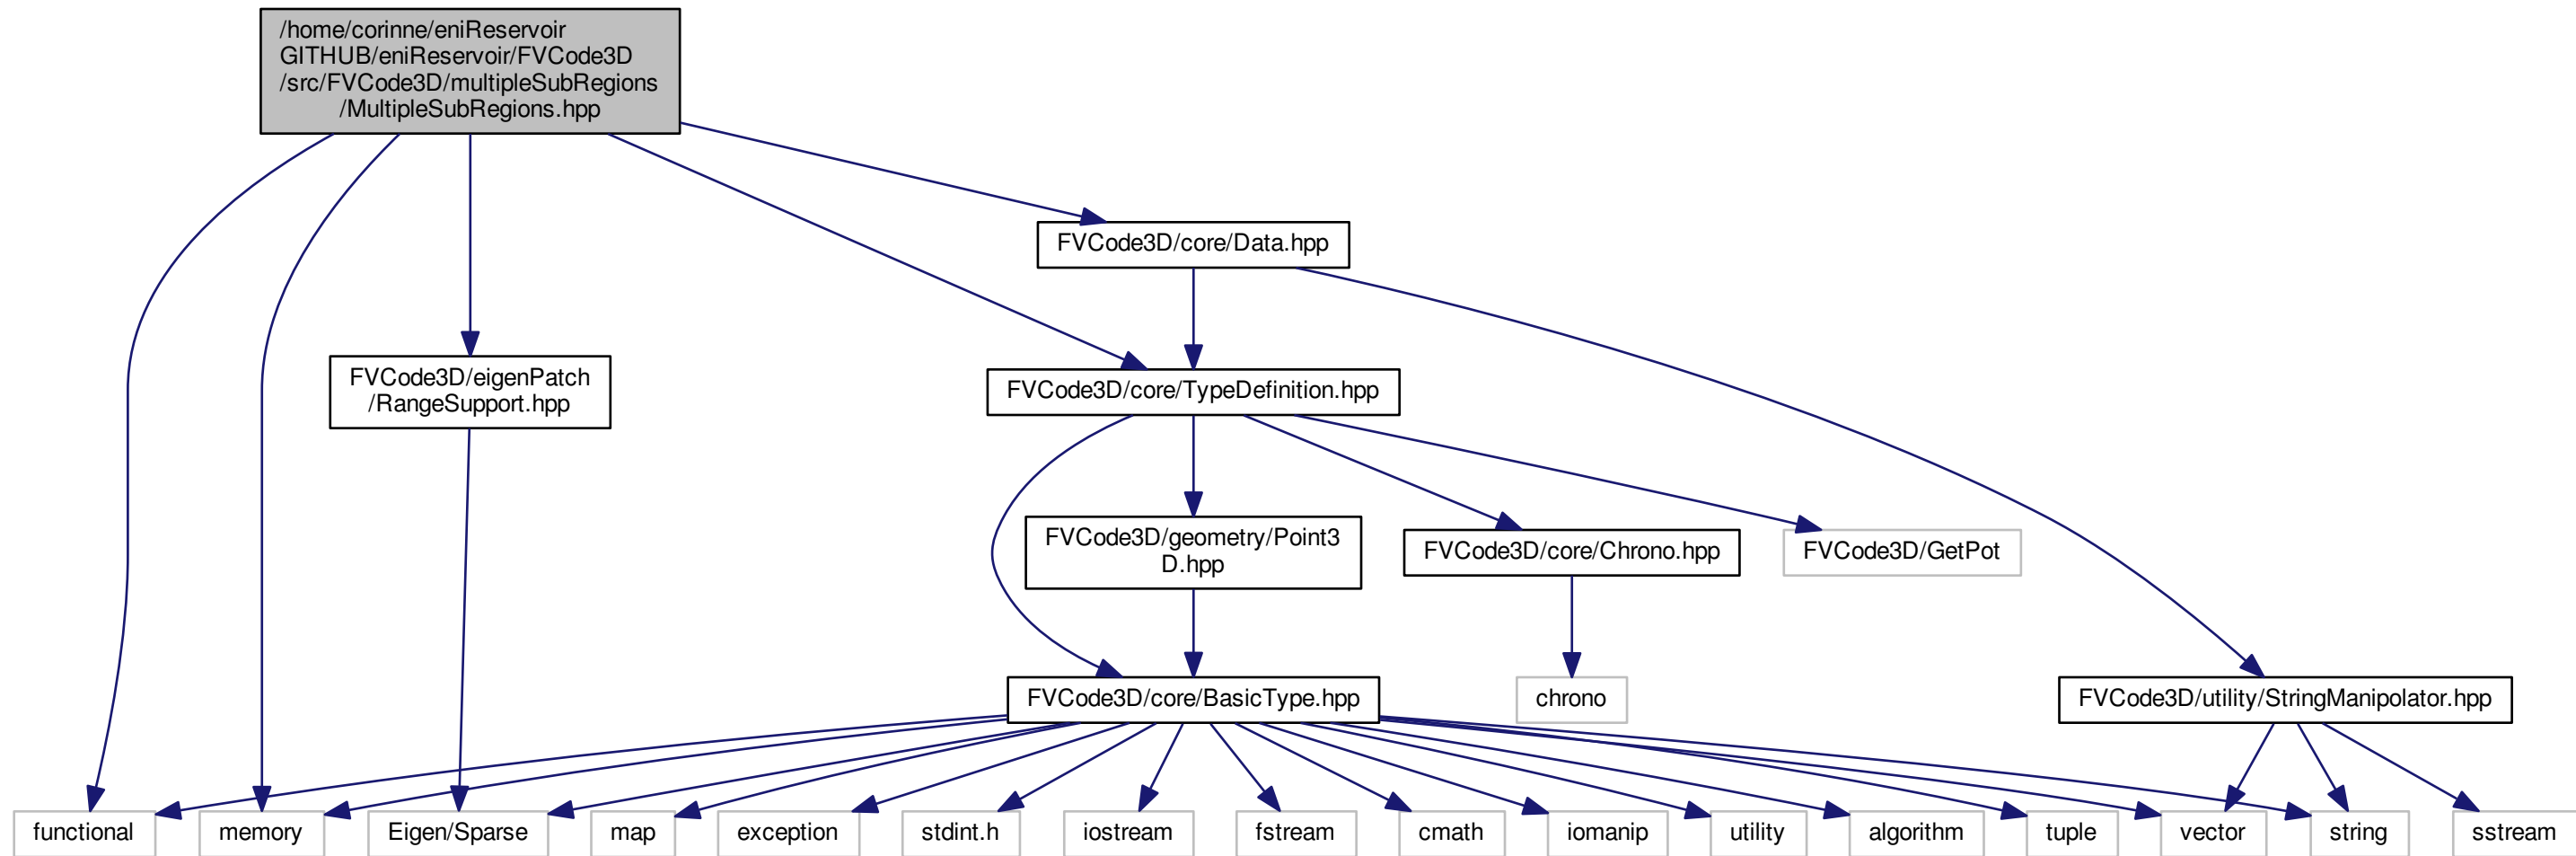 /home/corinne/eniReservoir
GITHUB/eniReservoir/FVCode3D
/src/FVCode3D/multipleSubRegions
/MultipleSubRegions.hpp
FVCode3D/core/Data.hpp
FVCode3D/eigenPatch
/RangeSupport.hpp
FVCode3D/core/TypeDefinition.hpp
FVCode3D/geometry/Point3
D.hpp
FVCode3D/core/Chrono.hpp
FVCode3D/GetPot
FVCode3D/core/BasicType.hpp
chrono
FVCode3D/utility/StringManipolator.hpp
functional
memory
Eigen/Sparse
map
exception
stdint.h
iostream
fstream
cmath
iomanip
utility
algorithm
tuple
vector
string
sstream